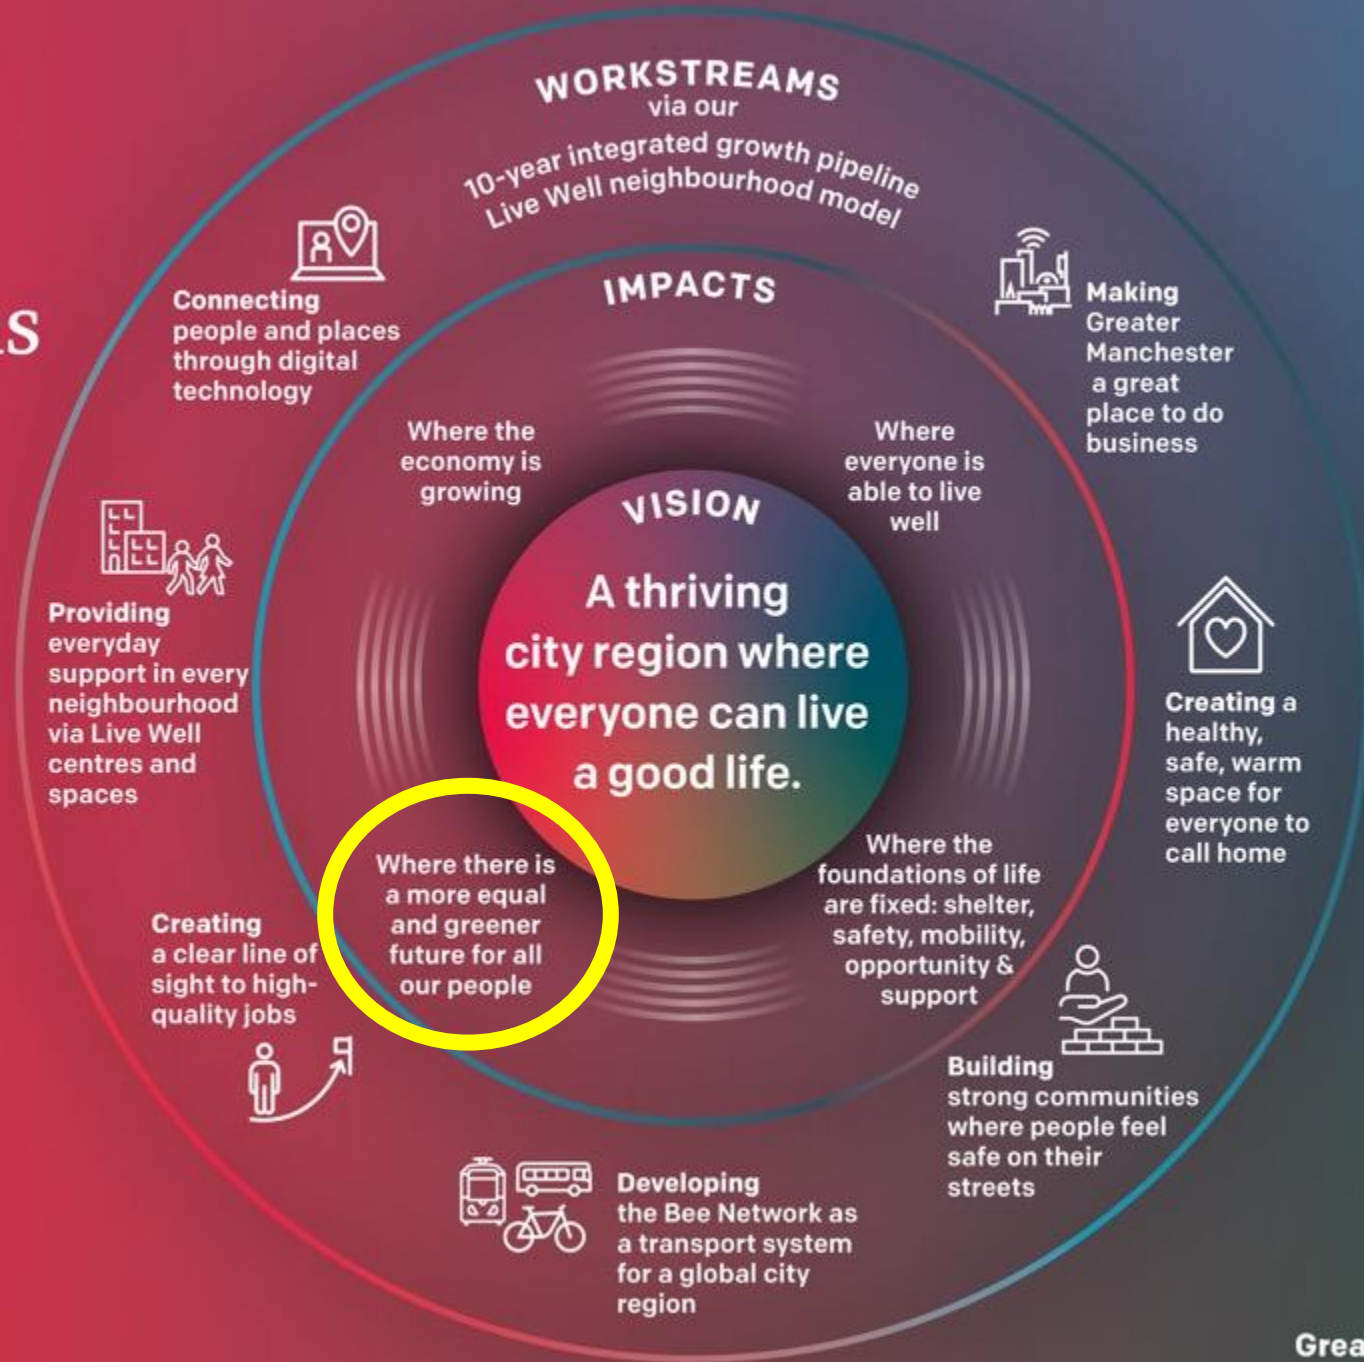 WORKSTREAMS
via our
10-year integrated growth pipeline
Live Well neighbourhood model
IMPACTS
Connecting
people and places
through digital
technology
Making
Greater
Manchester
a great
place to do
business
Where the
economy is
growing
Where
everyone is
able to live
well
VISION
A thriving
city region where
everyone can live
a good life.
Providing
everyday
support in every
neighbourhood
via Live Well
centres and
spaces
Creating a
healthy,
safe, warm
space for
everyone to
call home
Where there is
a more equal
and greener
future for all
our people
Where the
foundations of life
are fixed: shelter,
safety, mobility,
opportunity &
support
Creating
a clear line of
sight to high-
quality jobs
Building
strong communities
where people feel
safe on their
streets
Developing
the Bee Network as
a transport system
for a global city
region